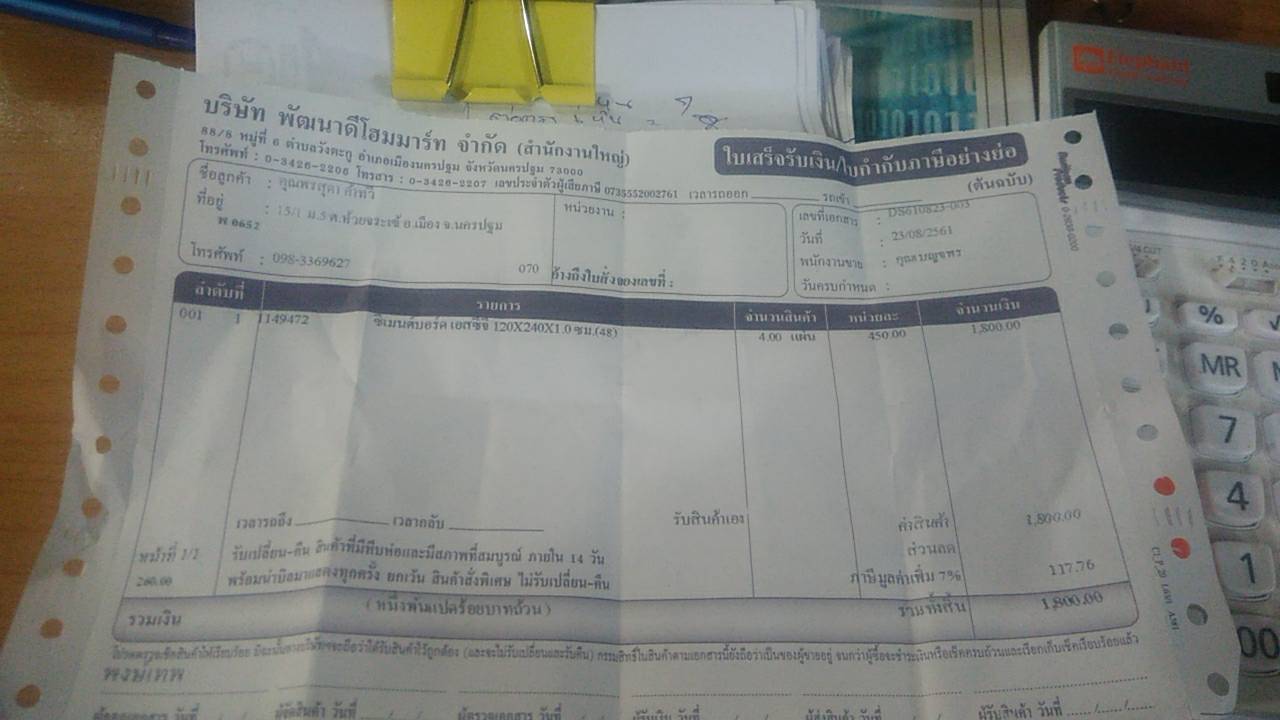 บริษัท พัฒนาดีโฮมมาร์ท จำกัด (สำนักงานใหญ่)
88/8 หมู่ที่ 6 ตำบลวังตะกู อำเภอเมืองนครปฐม จังหวัดนครปฐม 73000
โทรศัพท์ : 0-3426-2206 โทรสาร : 0-3426-2207 เลขประจำตัวผู้เสียภาษี 0735552002761 เวลารถออก รถเข้า
ใบเสร็จรับเงิน/ใบกำกับภาษีอย่างย่อ
(ต้นฉบับ)
ชื่อลูกค้า : คุณพรสุดา
ที่อยู่ : 15/1 ม.5 ต.ห้วยจระเข้ อ.เมือง จ.นครปฐม
พ 0652
โทรศัพท์ : 098-3369627 070
หน่วยงาน :
อ้างถึงใบสั่งจองเลขที่ :
เลขที่เอกสาร : DS610823-003
วันที่ : 23/08/2561
พนักงานขาย :
วันครบกำหนด :
ลำดับที่ รายการ จำนวนสินค้า หน่วยละ จำนวนเงิน
001 1 1149472 ซีเมนต์บอร์ด เอสซีจี 120X240X1.0 ซม.(48) 4.00 แผ่น 450.00 1,800.00
เวลารถถึง เวลากลับ รับสินค้าเอง ค่าสินค้า 1,800.00
ส่วนลด
หน้าที่ 1/1 รับเปลี่ยน-คืน สินค้าที่มีหีบห่อและมีสภาพที่สมบูรณ์ ภายใน 14 วัน
260.00 พร้อมนำบิลมาแสดงทุกครั้ง ยกเว้น สินค้าสั่งพิเศษ ไม่รับเปลี่ยน-คืน ภาษีมูลค่าเพิ่ม 7% 117.76
รวมเงิน ( หนึ่งพันแปดร้อยบาทถ้วน ) รวมทั้งสิ้น 1,800.00
พงษ์เทพ
ผู้จัดสินค้า วันที่ ผู้ตรวจเอกสาร วันที่ ผู้รับเงิน วันที่ ผู้ส่งสินค้า วันที่ ผู้รับสินค้า วันที่
%
MR
7
4
1
00